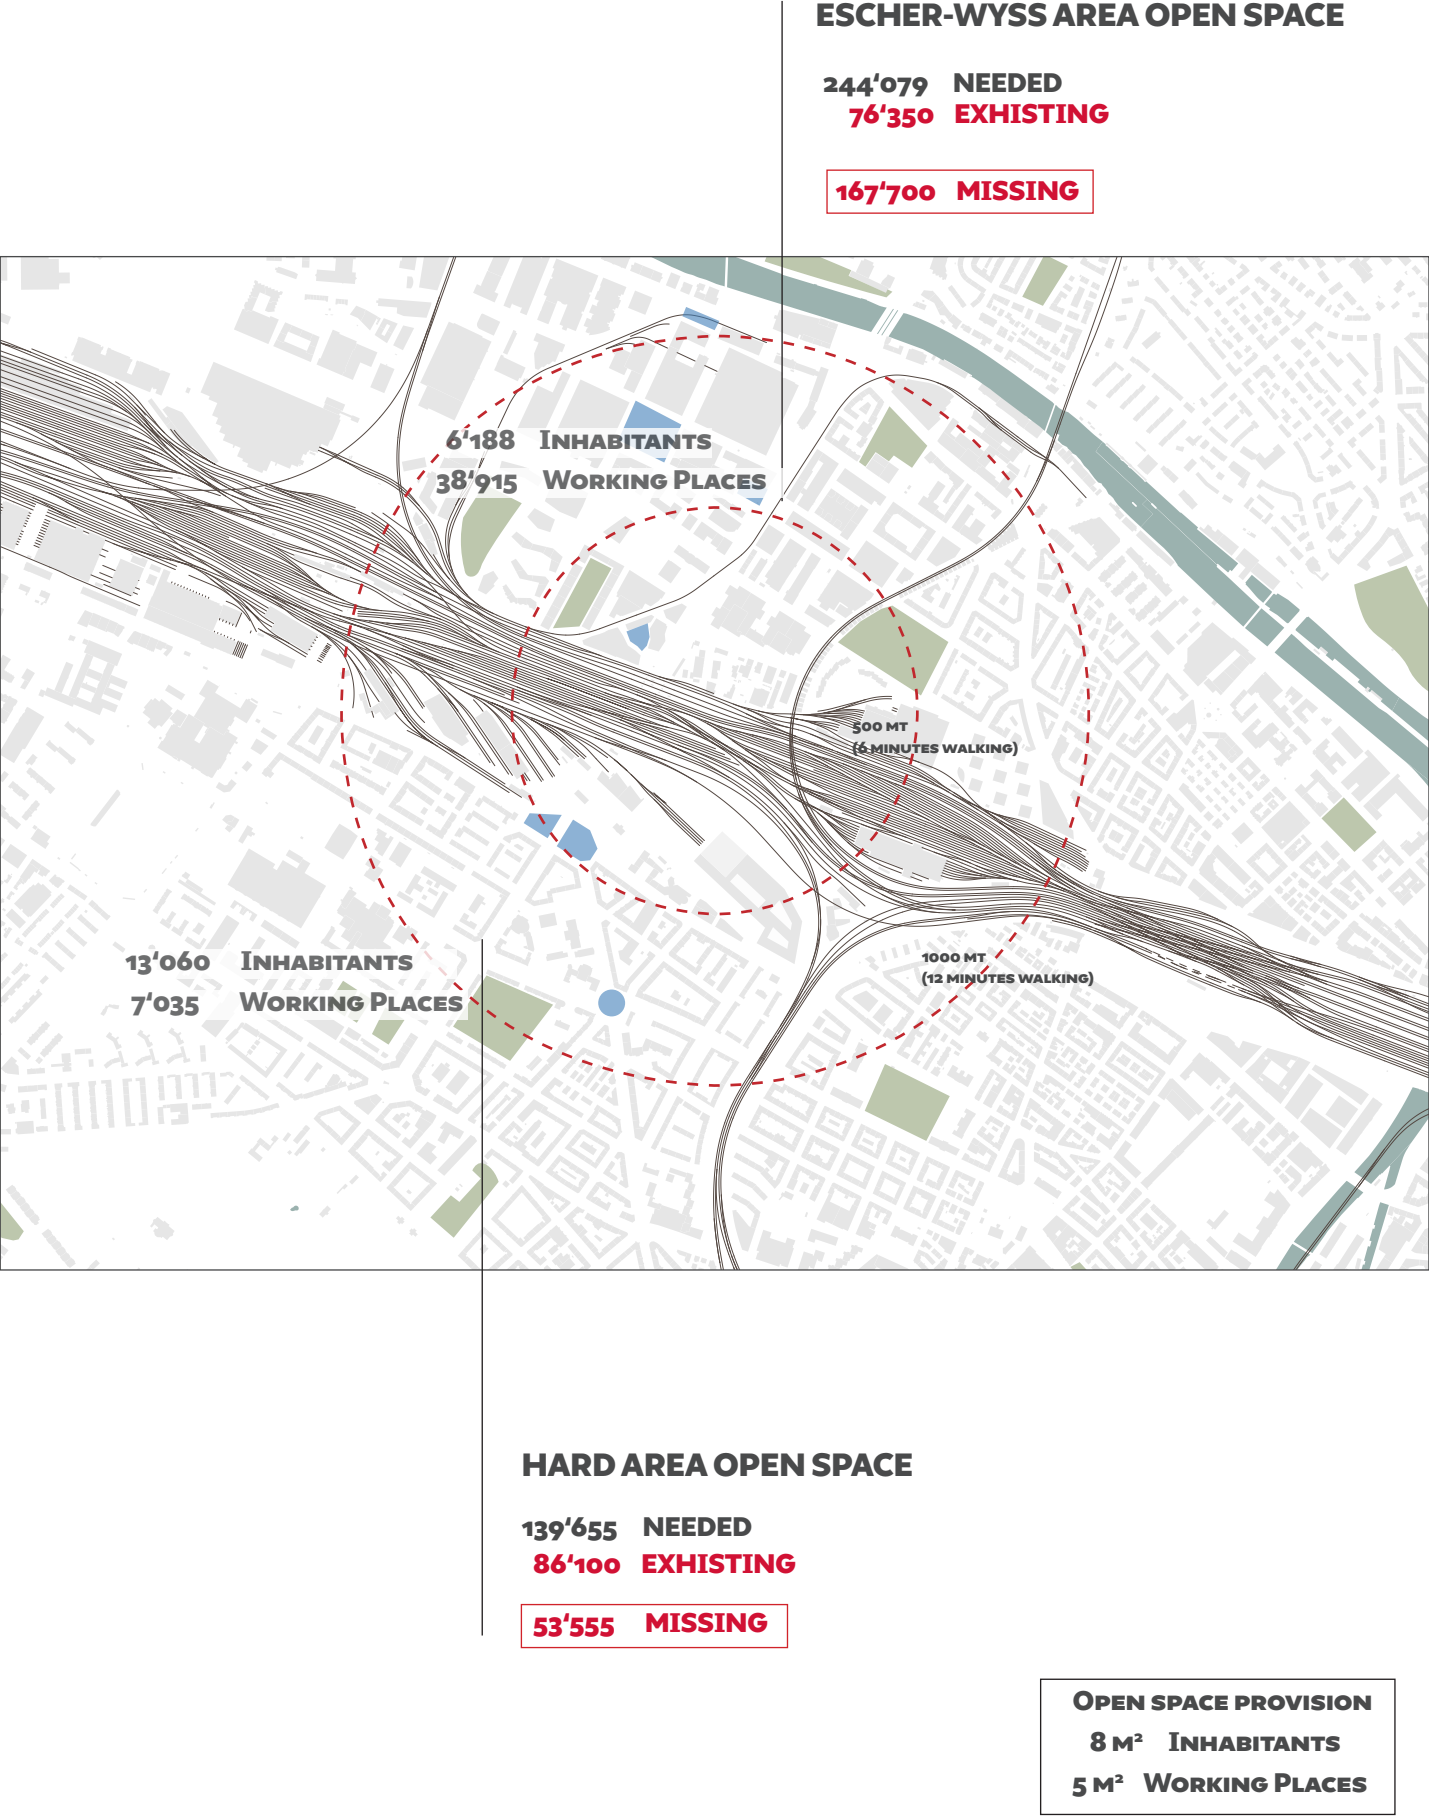 ESCHER-WYSS AREA OPEN SPACE
244‘079 NEEDED
76‘350 EXHISTING
167‘700 MISSING
6‘188 INHABITANTS
38‘915 WORKING PLACES
500 MT
(6 MINUTES WALKING)
13‘060 INHABITANTS
7‘035 WORKING PLACES
1000 MT
(12 MINUTES WALKING)
HARD AREA OPEN SPACE
139‘655 NEEDED
86‘100 EXHISTING
53‘555 MISSING
OPEN SPACE PROVISION
8 M² INHABITANTS
5 M² WORKING PLACES